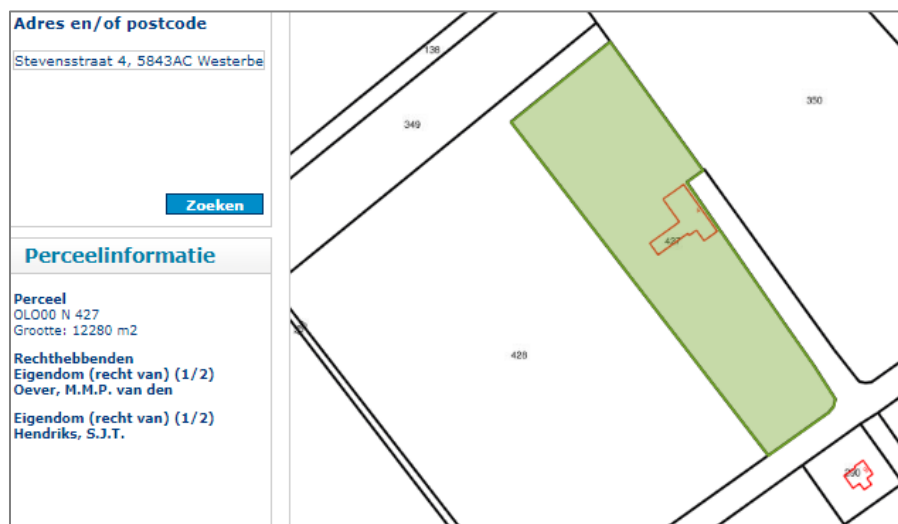 Adres en/of postcode
Stevensstraat 4, 5843AC Westerbe
Zoeken
Perceelinformatie
Perceel
OLO00 N 427
Grootte: 12280 m2
Rechthebbenden
Eigendom (recht van) (1/2)
Oever, M.M.P. van den
Eigendom (recht van) (1/2)
Hendriks, S.J.T.
138
349
350
427
428